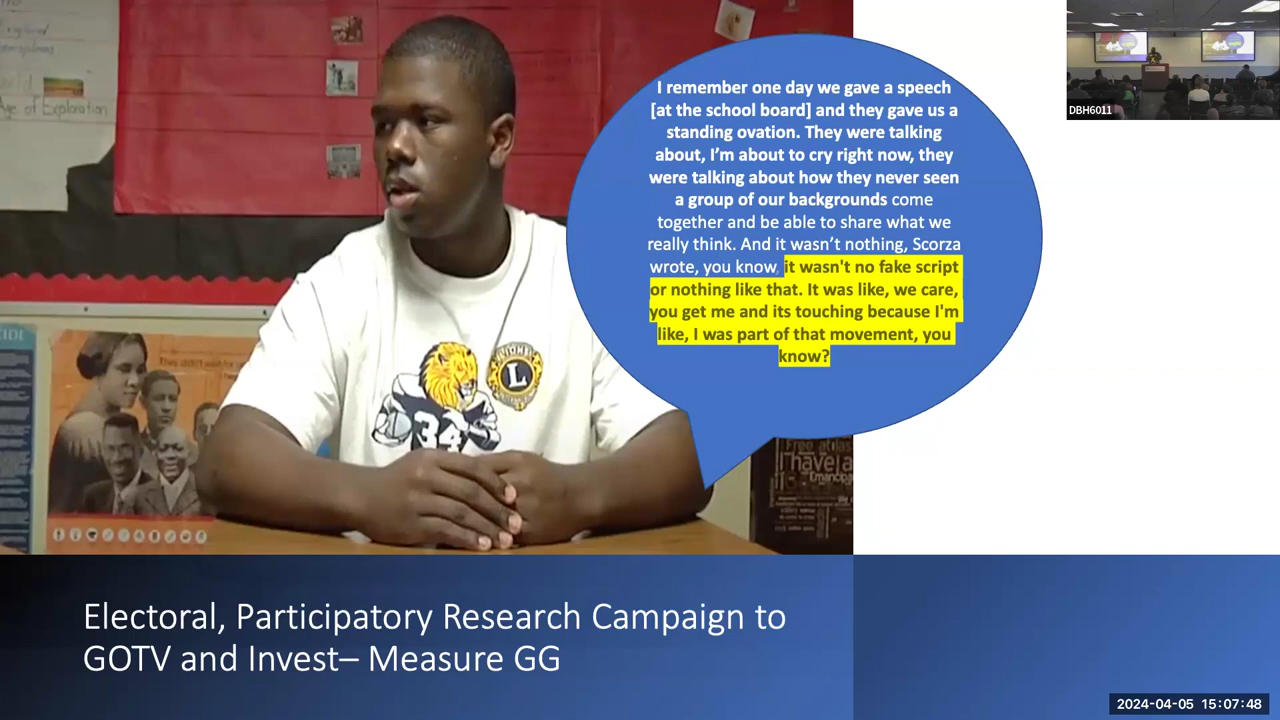 I remember one day we gave a speech
[at the school board] and they gave us a
standing ovation. They were talking
about, I'm about to cry right now, they
were talking about how they never seen
a group of our backgrounds come
together and be able to share what we
really think. And it wasn't nothing, Scorza
wrote, you know, it wasn't no fake script
or nothing like that. It was like, we care,
you get me and its touching because I'm
like, I was part of that movement, you
know?
DBH6011
Age of Exploration
LIONS
L
34
I have a
Emancipa
Electoral, Participatory Research Campaign to
GOTV and Invest– Measure GG
2024-04-05 15:07:48